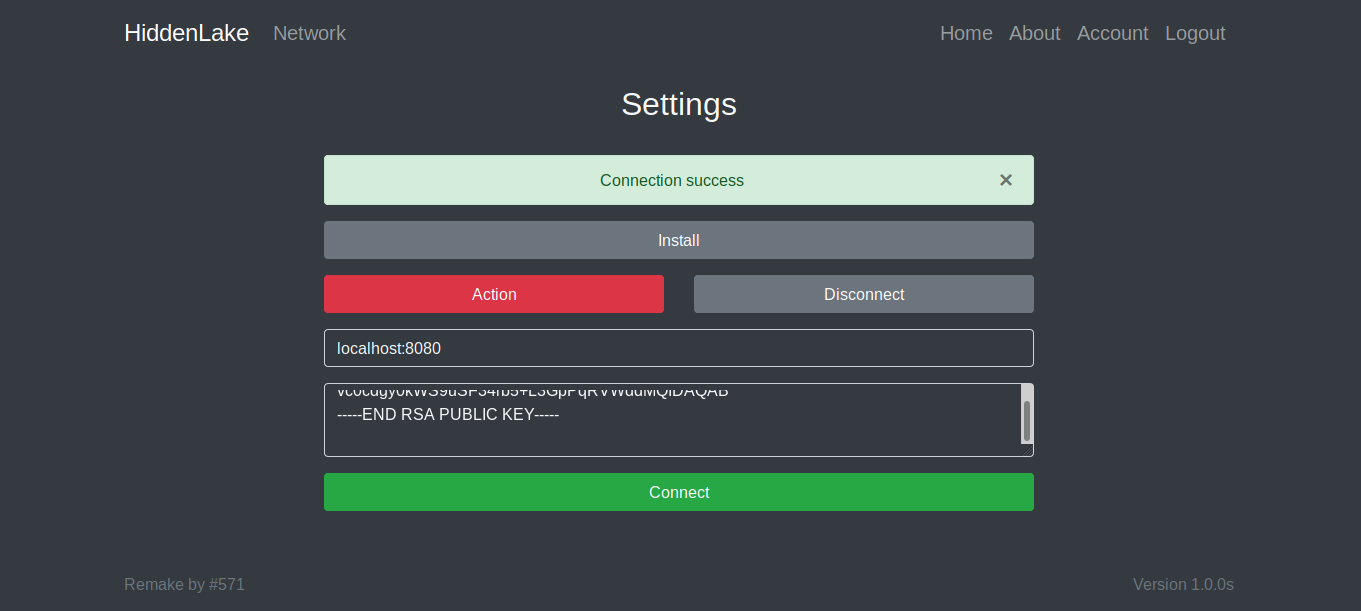 HiddenLake Network Home About Account Logout
Settings
Connection success ×
Install
Action Disconnect
localhost:8080
-----END RSA PUBLIC KEY-----
Connect
Remake by #571 Version 1.0.0s